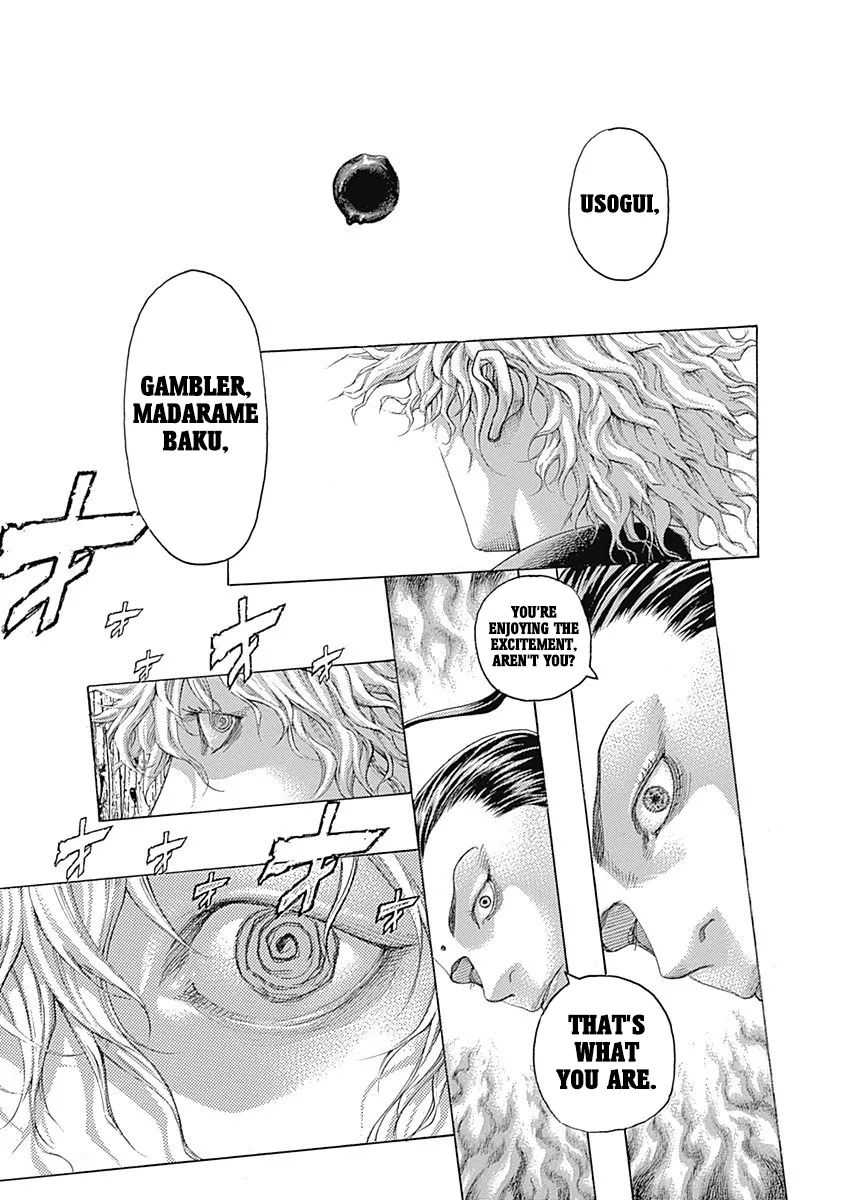 USOGUI,
GAMBLER,
MADARAME
BAKU,
YOU'RE
ENJOYING THE
EXCITEMENT,
AREN'T YOU?
THAT'S
WHAT
YOU ARE.
オ
オ
オ
オ
オ
オ
オ
オ
オ
オ
オ